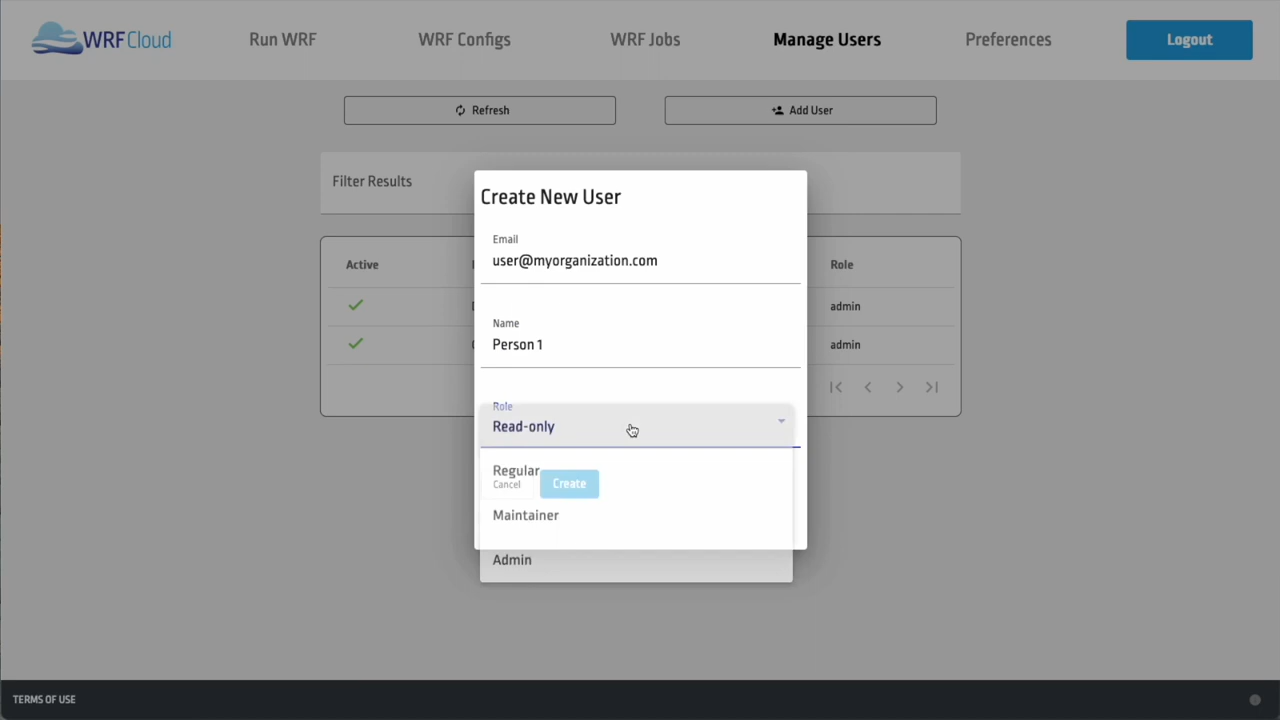 WRFCloud
Run WRF
WRF Configs
WRF Jobs
Manage Users
Preferences
Logout
Refresh
Add User
Filter Results
Create New User
Email
user@myorganization.com
Name
Person 1
Role
Read-only
Regular
Cancel
Create
Maintainer
Admin
Active
Role
admin
admin
TERMS OF USE